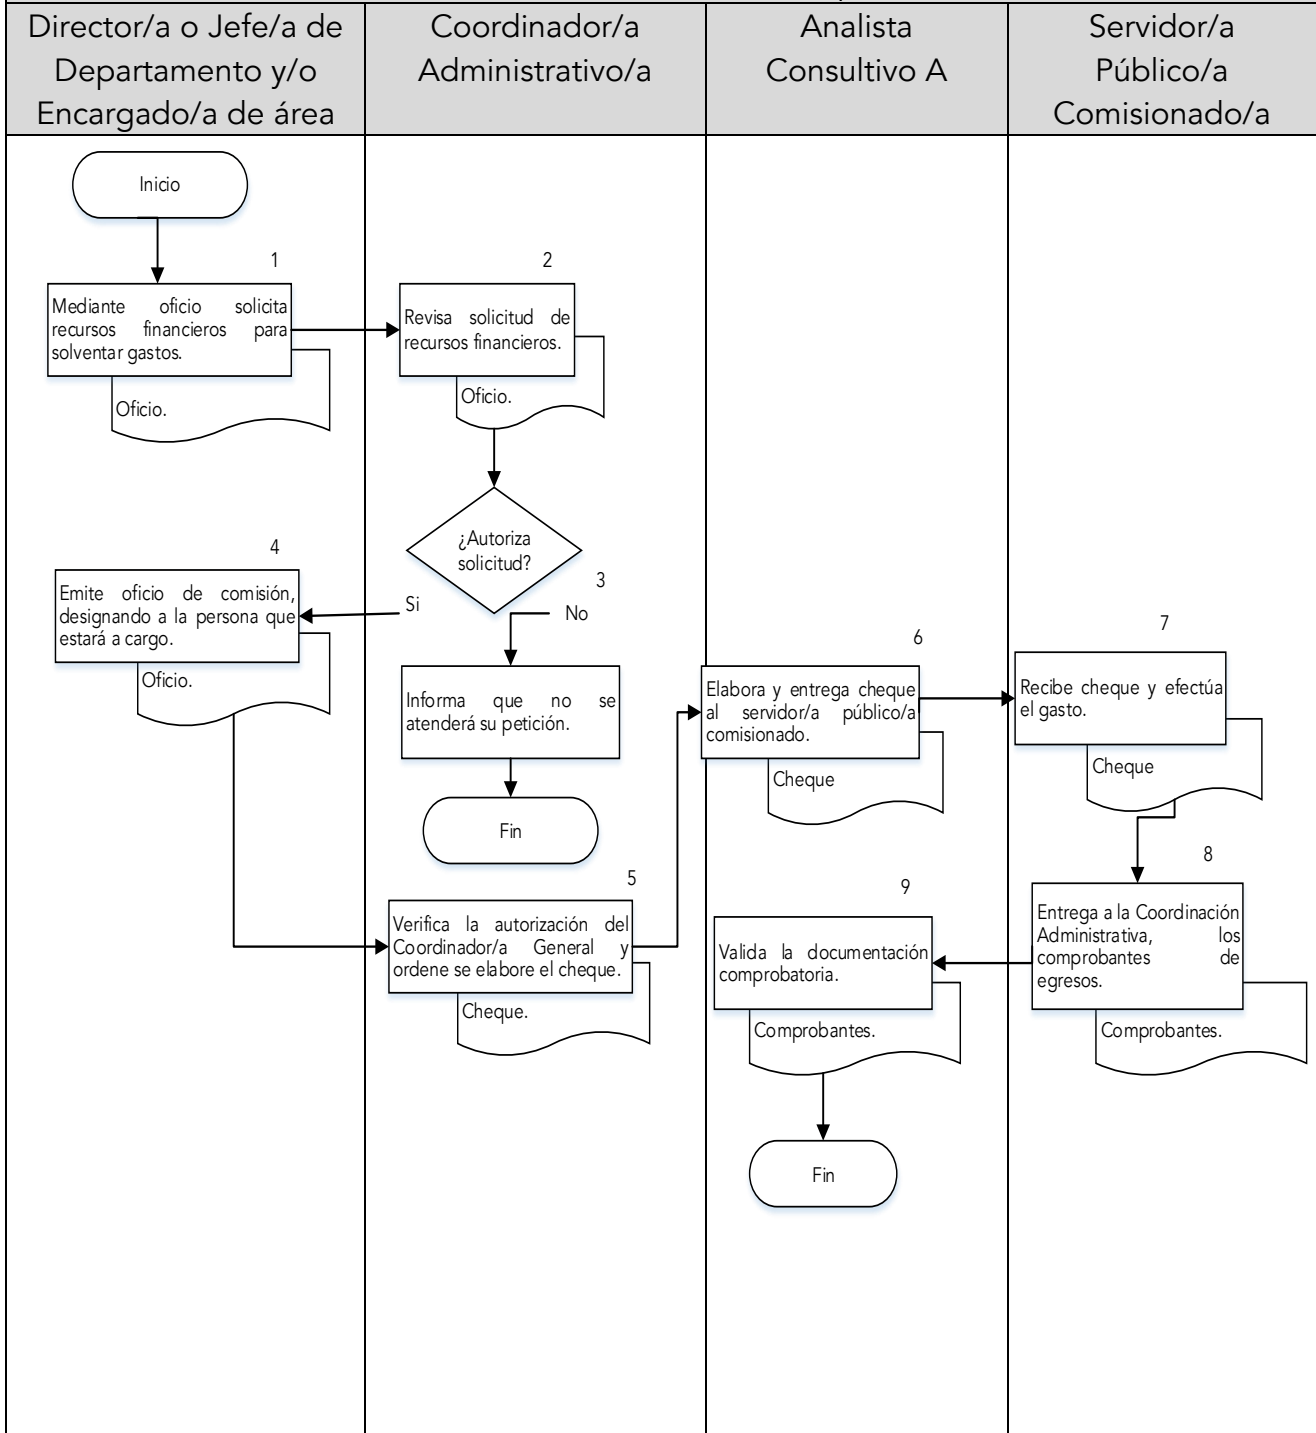 Director/a o Jefe/a de
Departamento y/o
Encargado/a de área
Coordinador/a
Administrativo/a
Analista
Consultivo A
Servidor/a
Público/a
Comisionado/a
Inicio
1
Mediante oficio solicita
recursos financieros para
solventar gastos.
Oficio.
2
Revisa solicitud de
recursos financieros.
Oficio.
¿Autoriza
solicitud?
3
Si
No
Informa que no se
atenderá su petición.
Fin
4
Emite oficio de comisión,
designando a la persona que
estará a cargo.
Oficio.
5
Verifica la autorización del
Coordinador/a General y
ordene se elabore el cheque.
Cheque.
6
Elabora y entrega cheque
al servidor/a público/a
comisionado.
Cheque
7
Recibe cheque y efectúa
el gasto.
Cheque
8
Entrega a la Coordinación
Administrativa, los
comprobantes de
egresos.
Comprobantes.
9
Valida la documentación
comprobatoria.
Comprobantes.
Fin